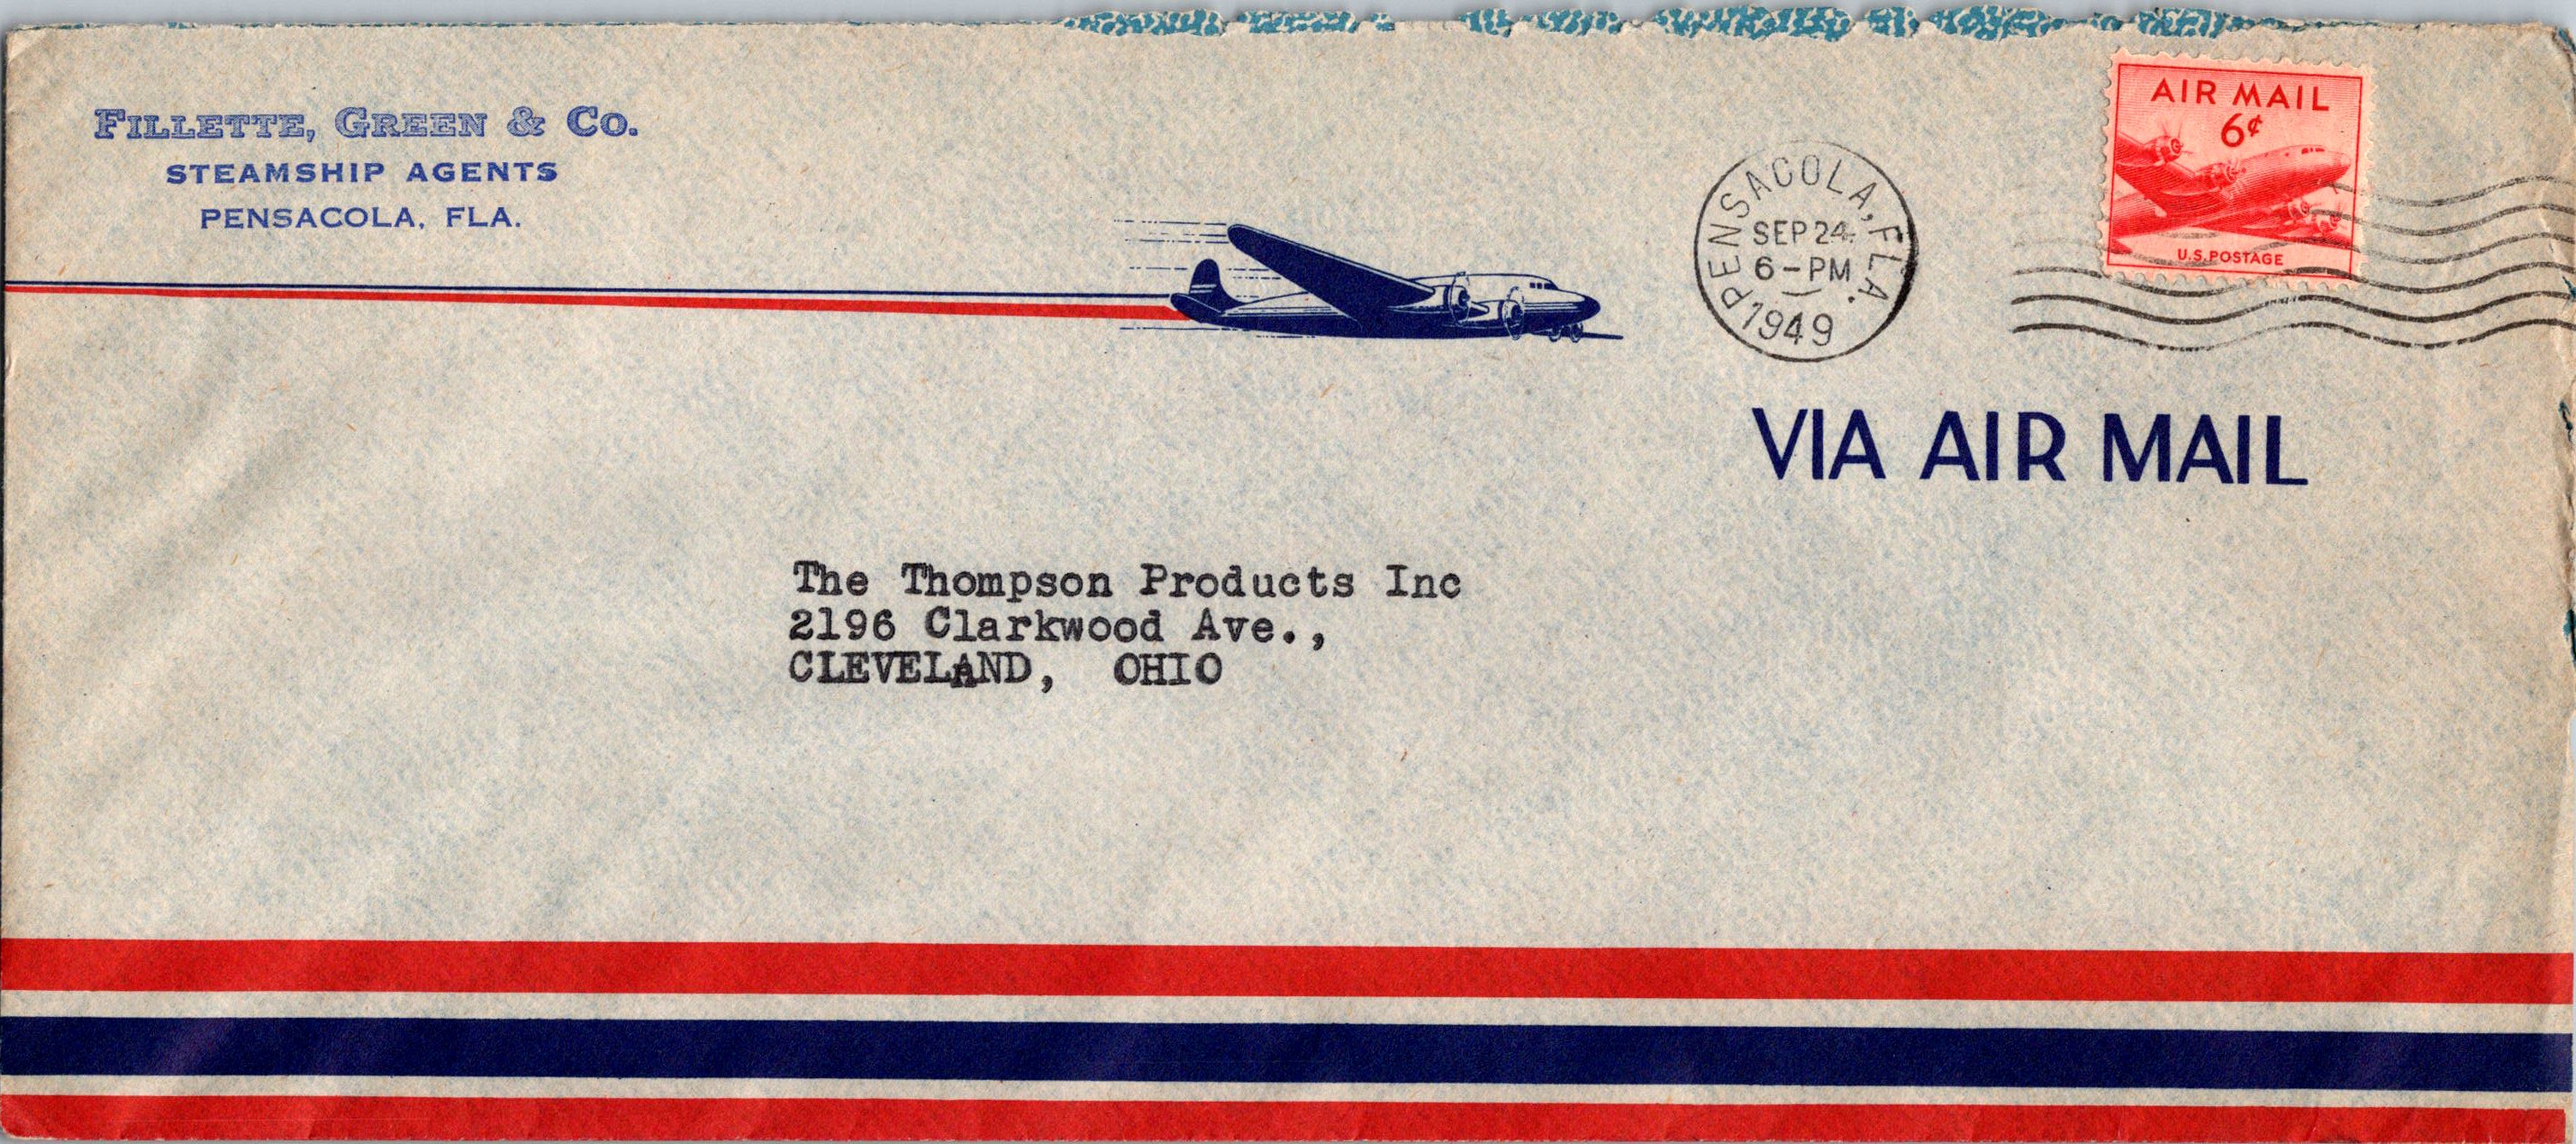 FILLETTE, GREEN & CO.
STEAMSHIP AGENTS
PENSACOLA, FLA.
AIR MAIL
6¢
U.S. POSTAGE
PENSACOLA, FLA.
SEP 24
6-PM
1949
VIA AIR MAIL
The Thompson Products Inc
2196 Clarkwood Ave.,
CLEVELAND, OHIO